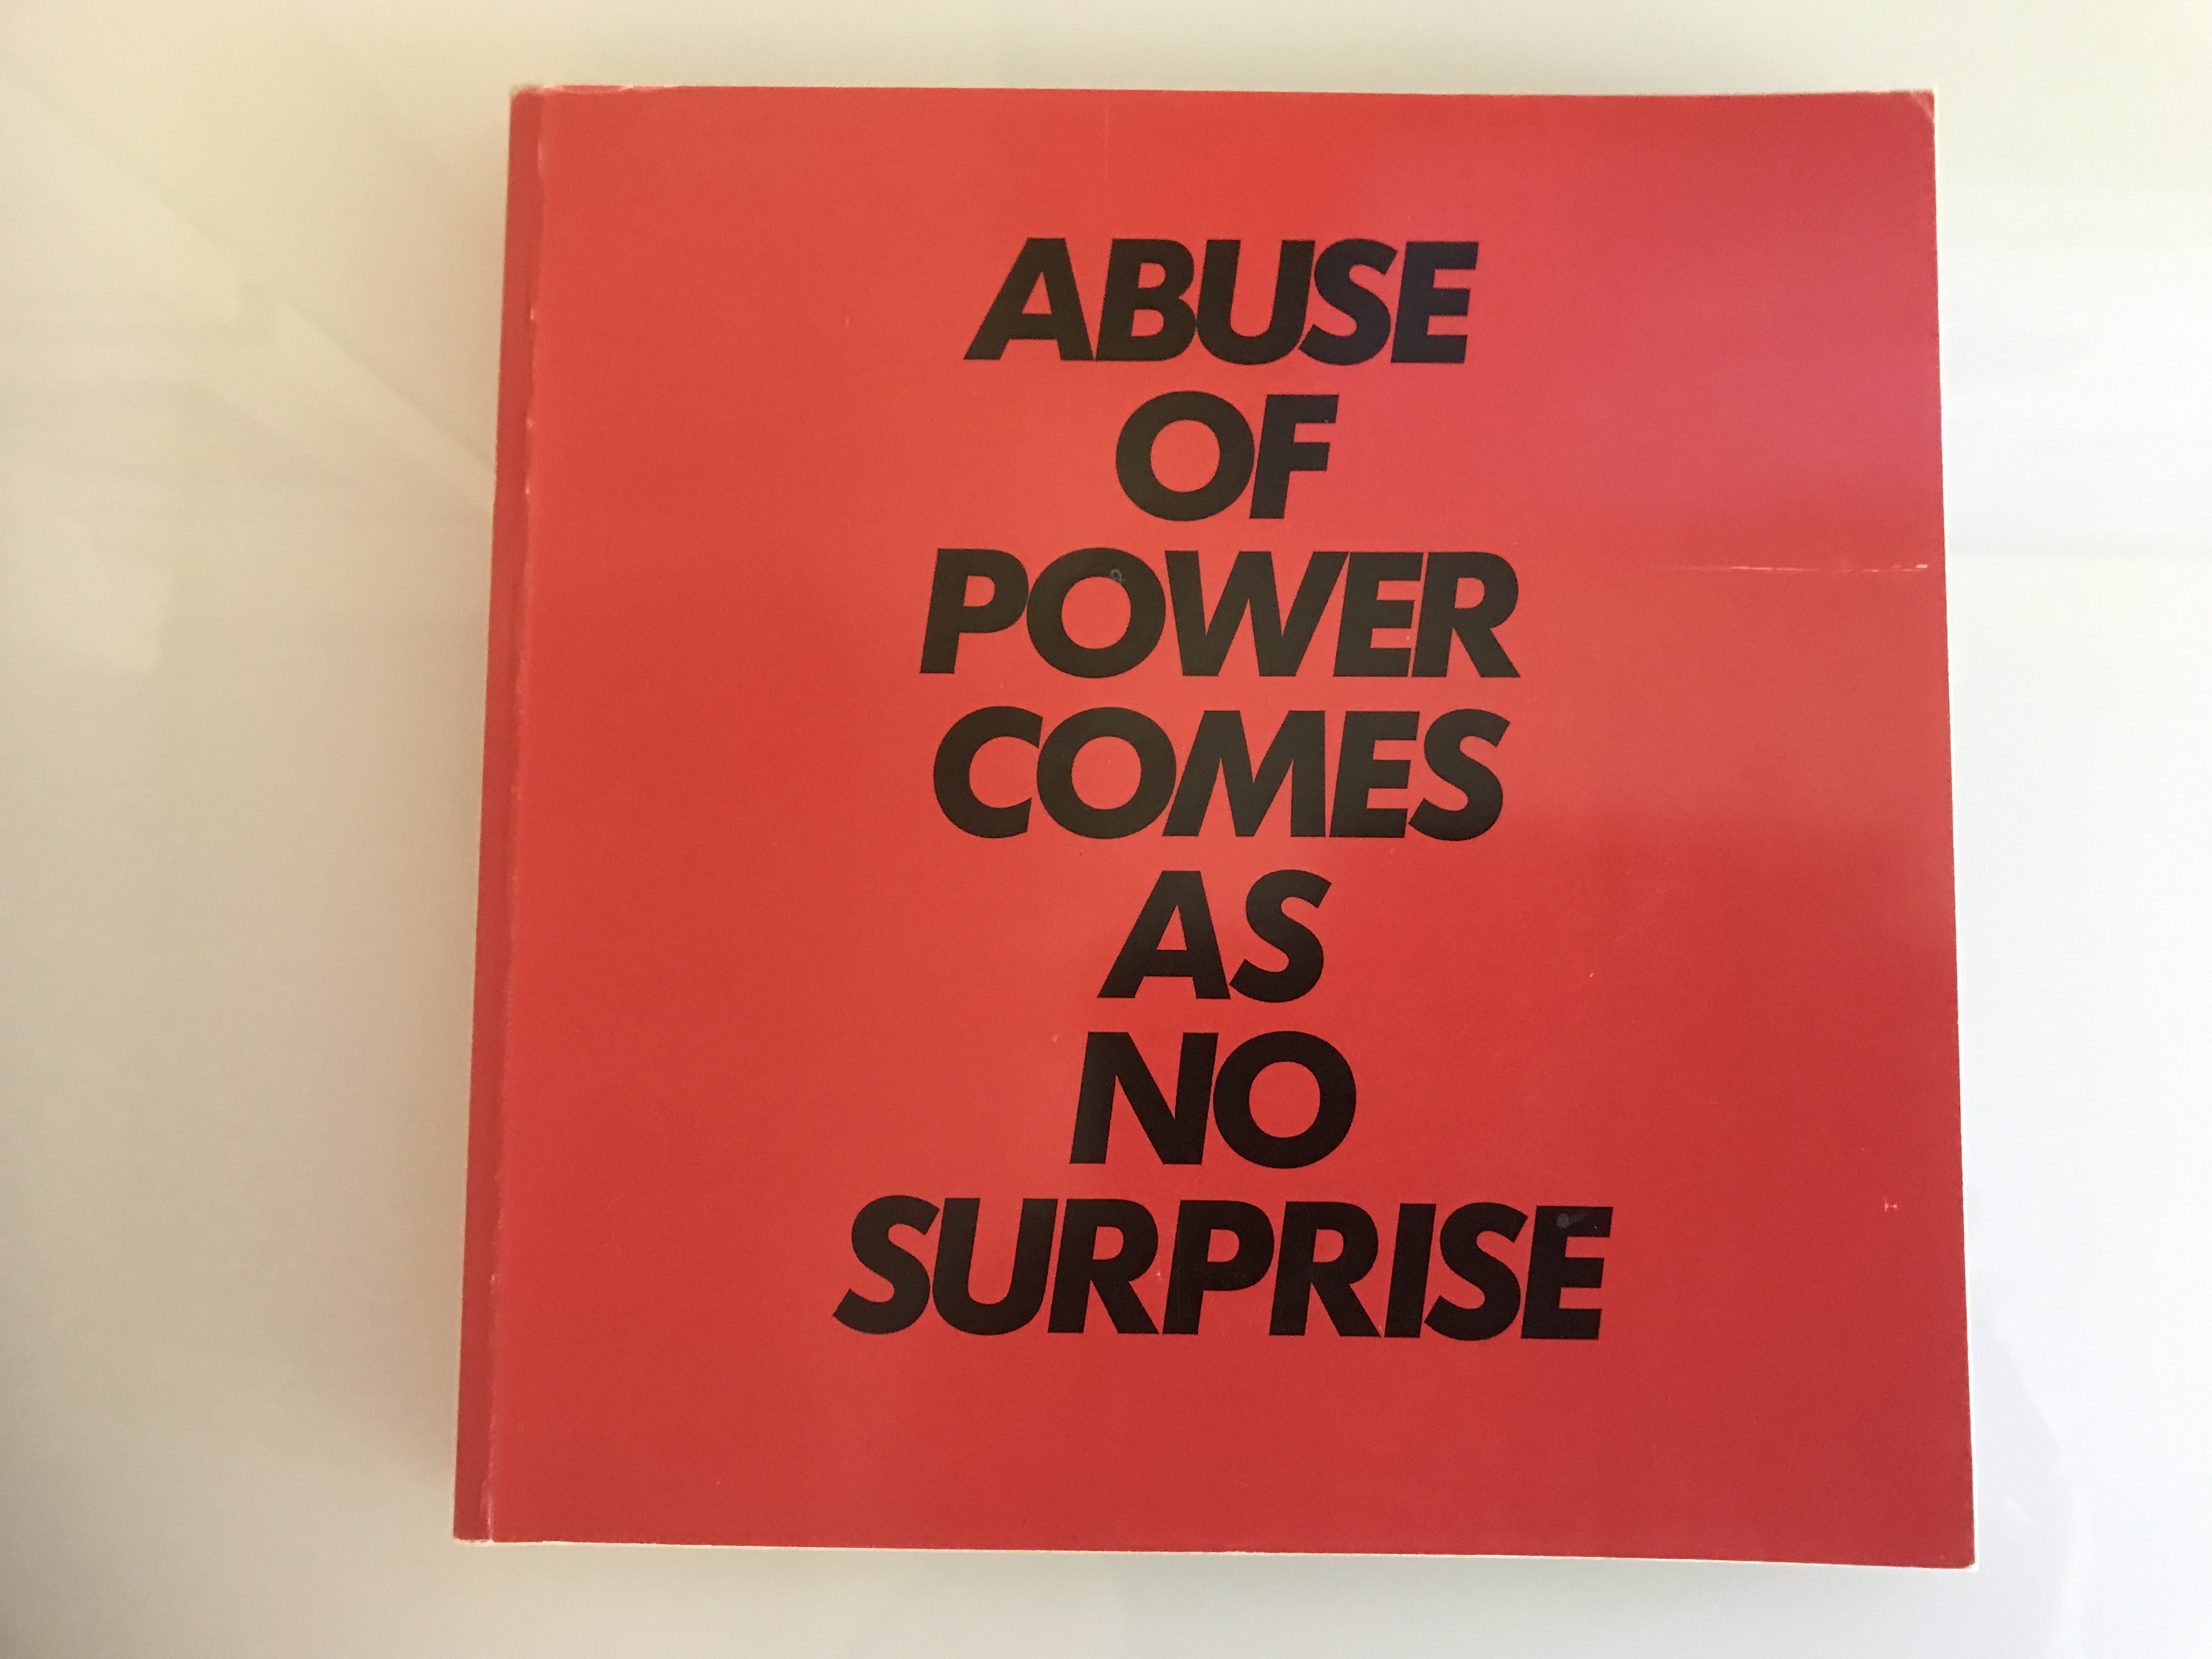 ABUSE
OF
POWER
COMES
AS
NO
SURPRISE